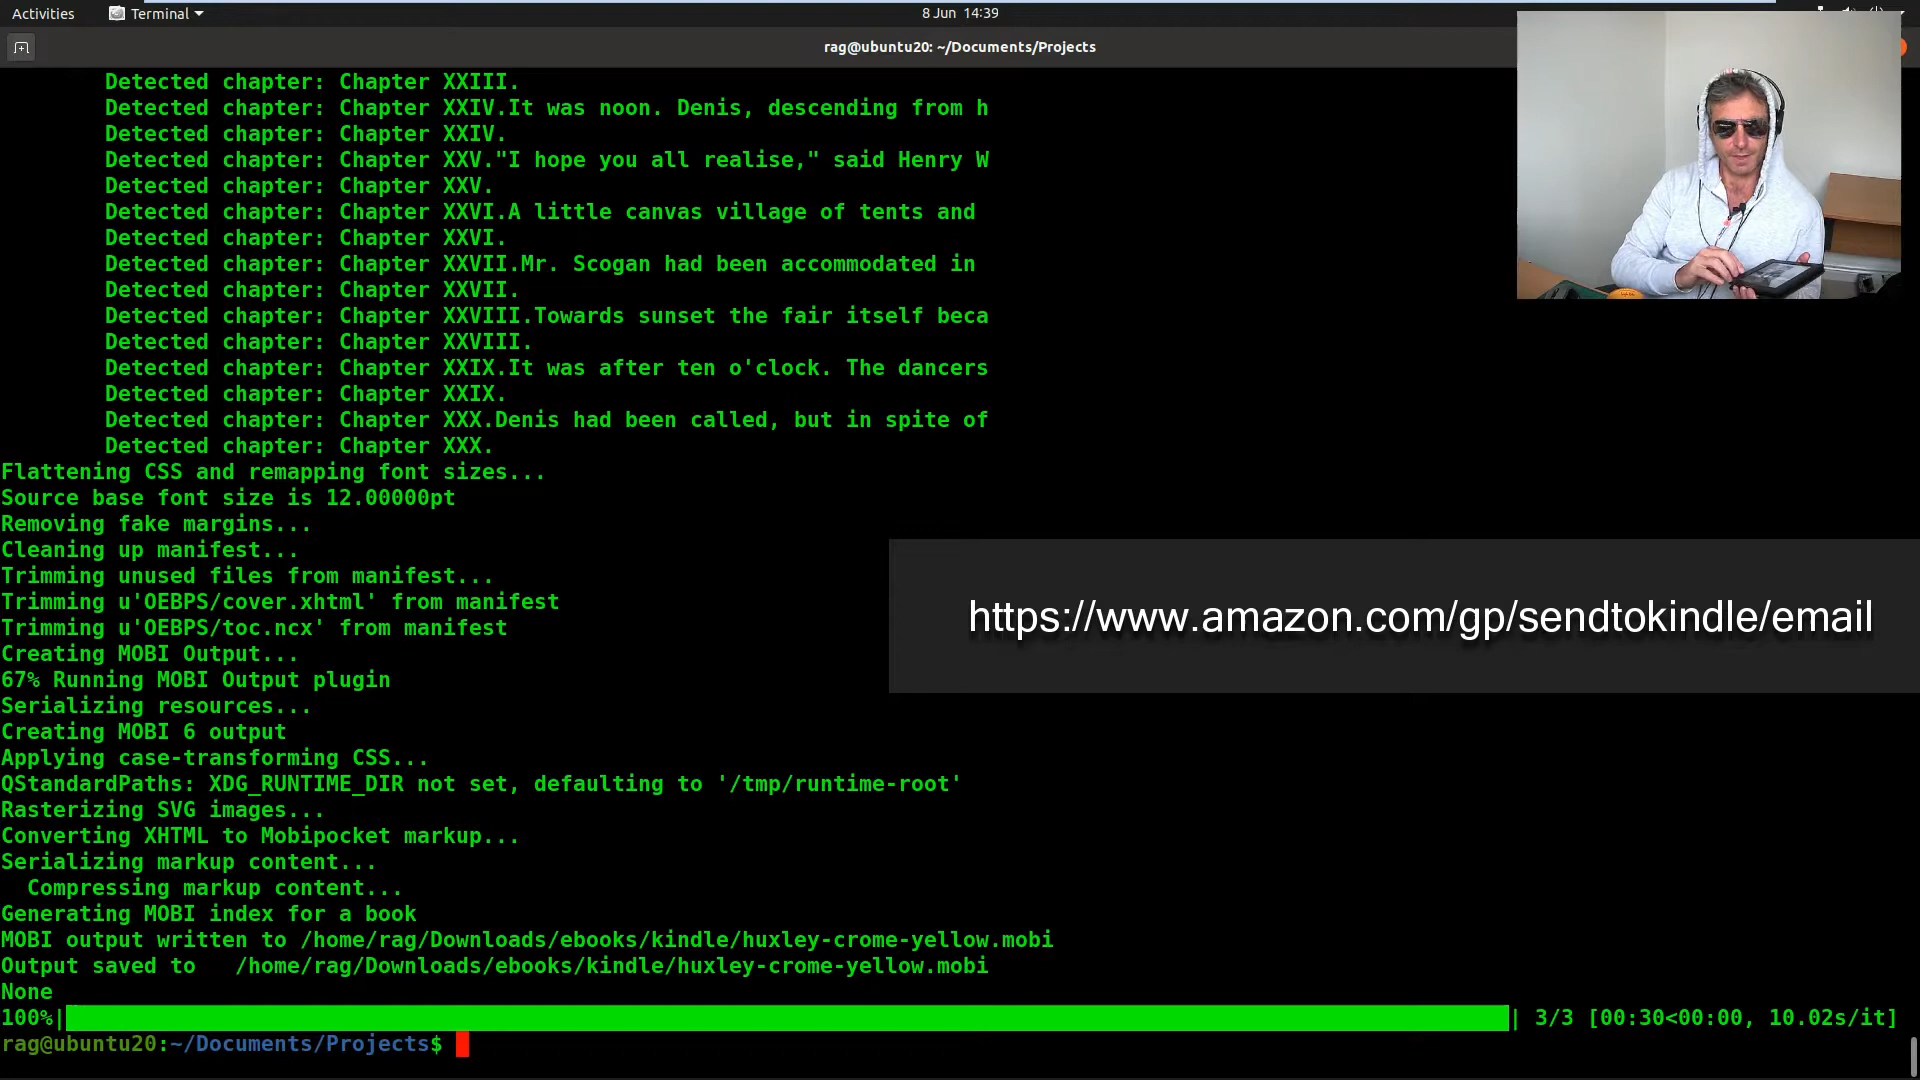 Activities
Terminal
8 Jun 14:39
rag@ubuntu20: ~/Documents/Projects
Detected chapter: Chapter XXIII.
Detected chapter: Chapter XXIV.It was noon. Denis, descending from h
Detected chapter: Chapter XXIV.
Detected chapter: Chapter XXV."I hope you all realise," said Henry W
Detected chapter: Chapter XXV.
Detected chapter: Chapter XXVI.A little canvas village of tents and
Detected chapter: Chapter XXVI.
Detected chapter: Chapter XXVII.Mr. Scogan had been accommodated in
Detected chapter: Chapter XXVII.
Detected chapter: Chapter XXVIII.Towards sunset the fair itself beca
Detected chapter: Chapter XXVIII.
Detected chapter: Chapter XXIX.It was after ten o'clock. The dancers
Detected chapter: Chapter XXIX.
Detected chapter: Chapter XXX.Denis had been called, but in spite of
Detected chapter: Chapter XXX.
Flattening CSS and remapping font sizes...
Source base font size is 12.00000pt
Removing fake margins...
Cleaning up manifest...
Trimming unused files from manifest...
Trimming u'OEBPS/cover.xhtml' from manifest
Trimming u'OEBPS/toc.ncx' from manifest
Creating MOBI Output...
67% Running MOBI Output plugin
Serializing resources...
Creating MOBI 6 output
Applying case-transforming CSS...
QStandardPaths: XDG_RUNTIME_DIR not set, defaulting to '/tmp/runtime-root'
Rasterizing SVG images...
Converting XHTML to Mobipocket markup...
Serializing markup content...
Compressing markup content...
Generating MOBI index for a book
MOBI output written to /home/rag/Downloads/ebooks/kindle/huxley-crome-yellow.mobi
Output saved to   /home/rag/Downloads/ebooks/kindle/huxley-crome-yellow.mobi
None
100%| | 3/3 [00:30<00:00, 10.02s/it]
rag@ubuntu20:~/Documents/Projects$
https://www.amazon.com/gp/sendtokindle/email